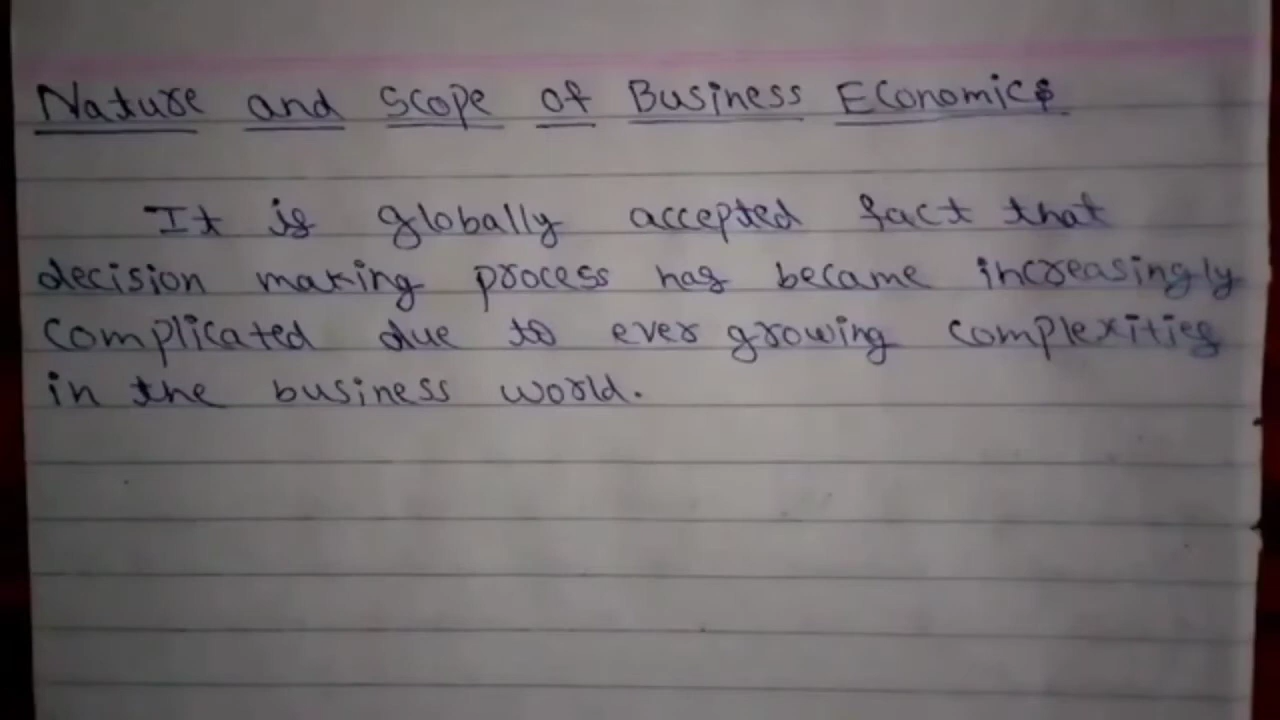 Nature and Scope of Business Economics
It is globally accepted fact that
decision making process has became increasingly
complicated due to ever growing complexities
in the business world.